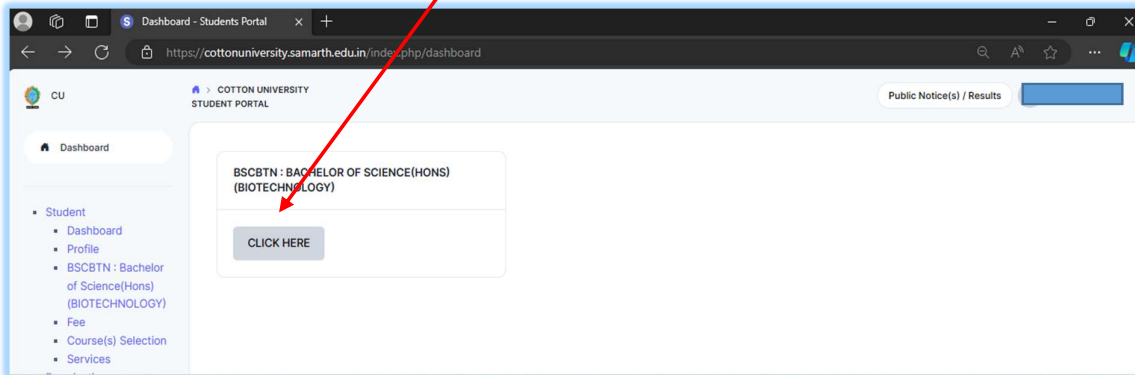 Dashboard - Students Portal
https://cottonuniversity.samarth.edu.in/index.php/dashboard
CU
> COTTON UNIVERSITY
STUDENT PORTAL
Public Notice(s) / Results
Dashboard
BSCBTN : BACHELOR OF SCIENCE(HONS)
(BIOTECHNOLOGY)
CLICK HERE
Student
Dashboard
Profile
BSCBTN : Bachelor
of Science(Hons)
(BIOTECHNOLOGY)
Fee
Course(s) Selection
Services